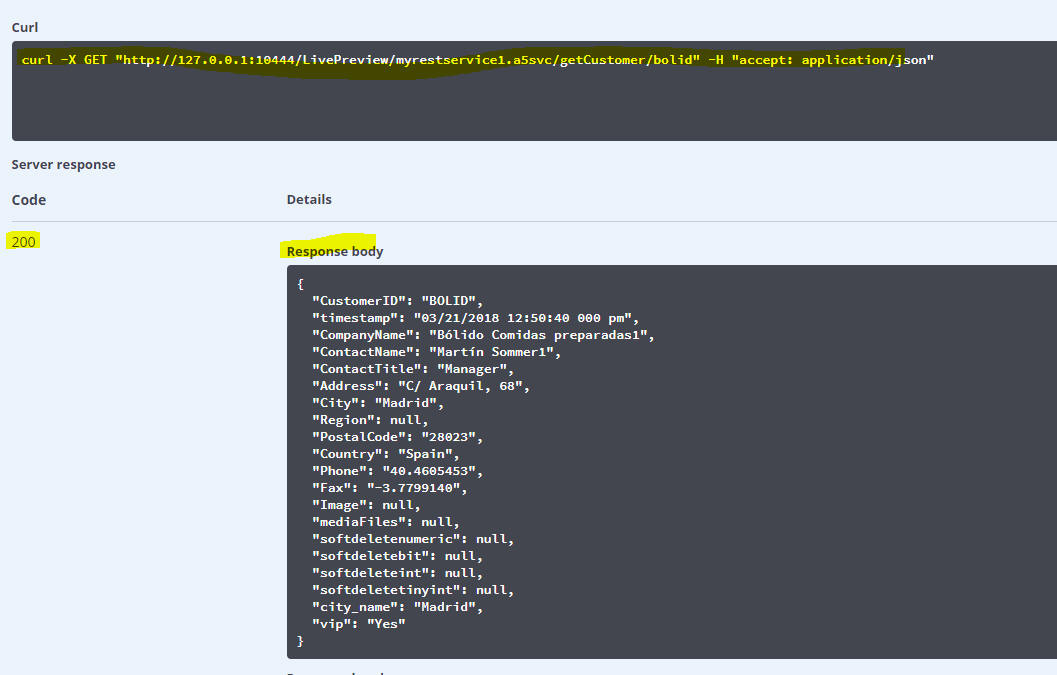 Curl
curl -X GET "http://127.0.0.1:10444/LivePreview/myrestservice1.a5svc/getCustomer/bolid" -H "accept: application/json"
Server response
Code
Details
200
Response body
{
"CustomerID": "BOLID",
"timestamp": "03/21/2018 12:50:40 000 pm",
"CompanyName": "Bólido Comidas preparadas1",
"ContactName": "Martín Sommer1",
"ContactTitle": "Manager",
"Address": "C/ Araquil, 68",
"City": "Madrid",
"Region": null,
"PostalCode": "28023",
"Country": "Spain",
"Phone": "40.4605453",
"Fax": "-3.7799140",
"Image": null,
"mediaFiles": null,
"softdeletenumeric": null,
"softdeletebit": null,
"softdeleteint": null,
"softdeletetinyint": null,
"city_name": "Madrid",
"vip": "Yes"
}